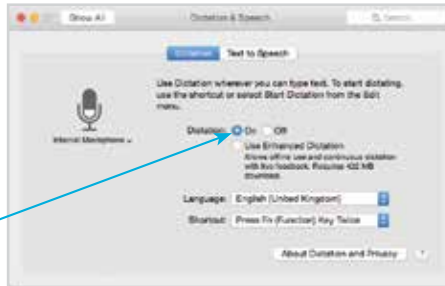 Show All
Dictation & Speech
Search
Dictation
Text to Speech
Use Dictation wherever you can type text. To start dictating,
use the shortcut or select Start Dictation from the Edit
menu.
Internal Microphone
Dictation: On Off
Use Enhanced Dictation
Allows offline use and continuous dictation
with live feedback. Requires 422 MB
download.
Language: English (United Kingdom)
Shortcut: Press Fn (Function) Key Twice
About Dictation and Privacy
?